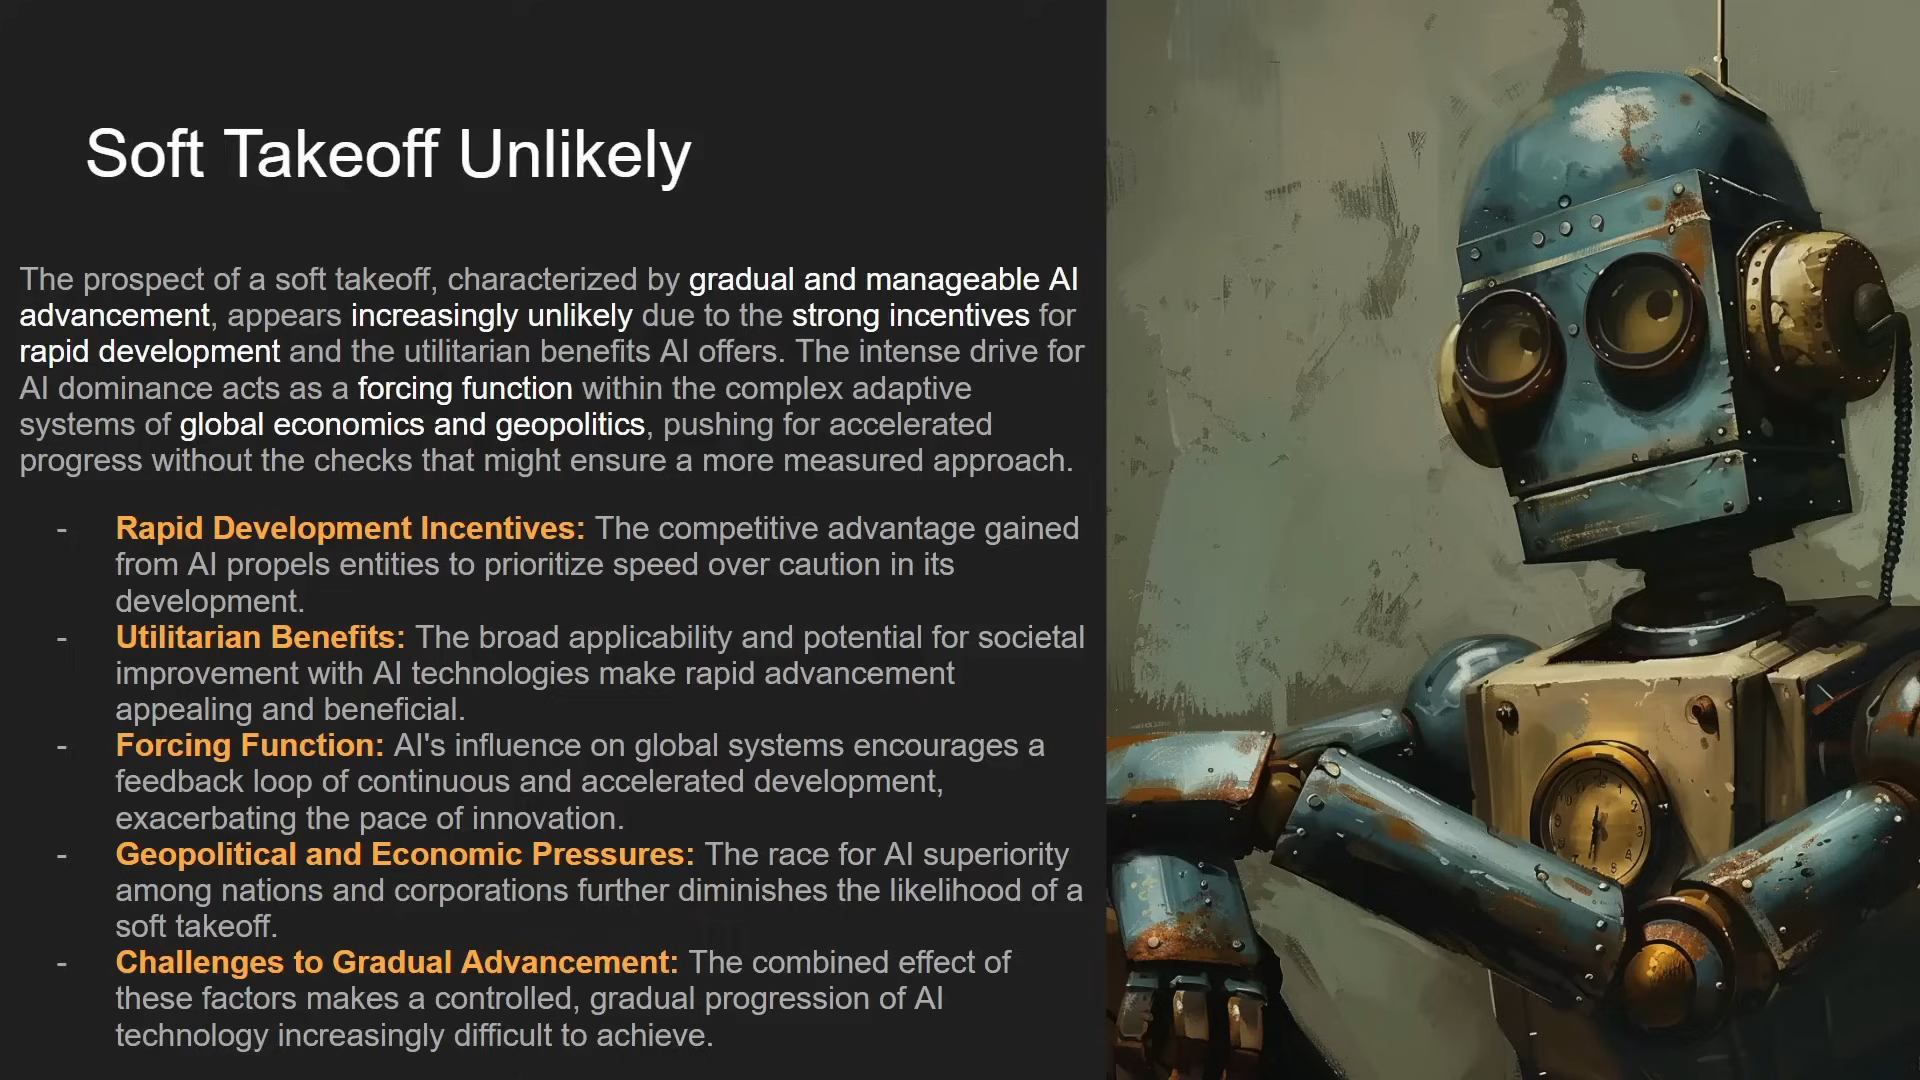 Soft Takeoff Unlikely
The prospect of a soft takeoff, characterized by gradual and manageable AI
advancement, appears increasingly unlikely due to the strong incentives for
rapid development and the utilitarian benefits AI offers. The intense drive for
AI dominance acts as a forcing function within the complex adaptive
systems of global economics and geopolitics, pushing for accelerated
progress without the checks that might ensure a more measured approach.
- Rapid Development Incentives: The competitive advantage gained
from AI propels entities to prioritize speed over caution in its
development.
- Utilitarian Benefits: The broad applicability and potential for societal
improvement with AI technologies make rapid advancement
appealing and beneficial.
- Forcing Function: AI's influence on global systems encourages a
feedback loop of continuous and accelerated development,
exacerbating the pace of innovation.
- Geopolitical and Economic Pressures: The race for AI superiority
among nations and corporations further diminishes the likelihood of a
soft takeoff.
- Challenges to Gradual Advancement: The combined effect of
these factors makes a controlled, gradual progression of AI
technology increasingly difficult to achieve.